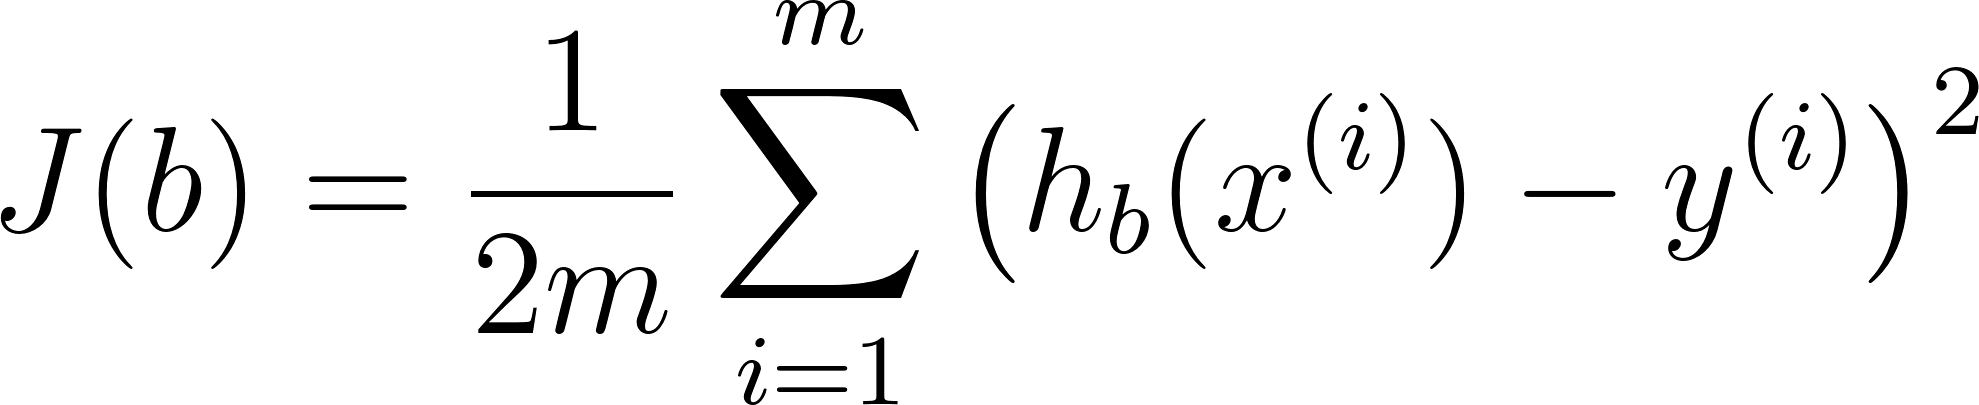 J(b) = \frac{1}{2m} \sum_{i=1}^{m} \left( h_b(x^{(i)}) - y^{(i)} \right)^2